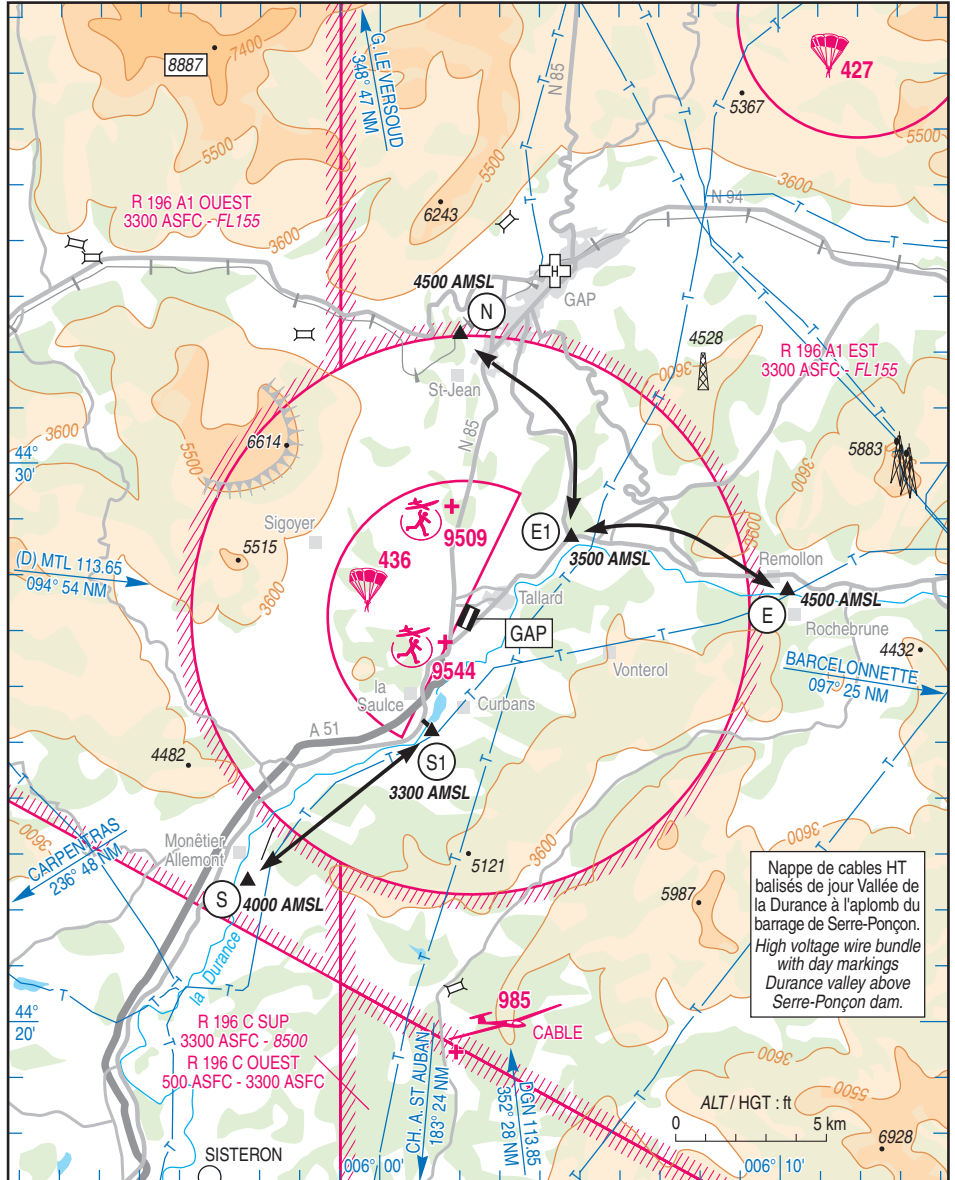 7400
8887
G. LE VERSOUD
348° 47 NM
N 85
427
5367
5500
5500
5500
3600
R 196 A1 OUEST
3300 ASFC - FL155
6243
N 94
3600
4500 AMSL
H
N
GAP
4528
R 196 A1 EST
3300 ASFC - FL155
3600
St-Jean
3600
6614
5500
N 85
5883
44°
30'
3600
Sigoyer
9509
E1
3600
436
3500 AMSL
Remollon
5515
(D) MTL 113.65
094° 54 NM
3600
Tallard
4500 AMSL
E
GAP
Rochebrune
4432
9544
Vonterol
BARCELONNETTE
097° 25 NM
la
Saulce
Curbans
A 51
S1
4482
3300 AMSL
3600
CARPENTRAS
236° 48 NM
Monêtier
Allemont
3600
3600
5121
S
4000 AMSL
5987
Nappe de cables HT
balisés de jour Vallée de
la Durance à l'aplomb du
barrage de Serre-Ponçon.
High voltage wire bundle
with day markings
Durance valley above
Serre-Ponçon dam.
la Durance
985
CABLE
44°
20'
R 196 C SUP
3300 ASFC - 8500
R 196 C OUEST
500 ASFC - 3300 ASFC
CH. A. ST AUBAN
183° 24 NM
DGN 113.85
352° 28 NM
3600
5500
ALT / HGT : ft
0 5 km
6928
SISTERON
006° 00'
006° 10'